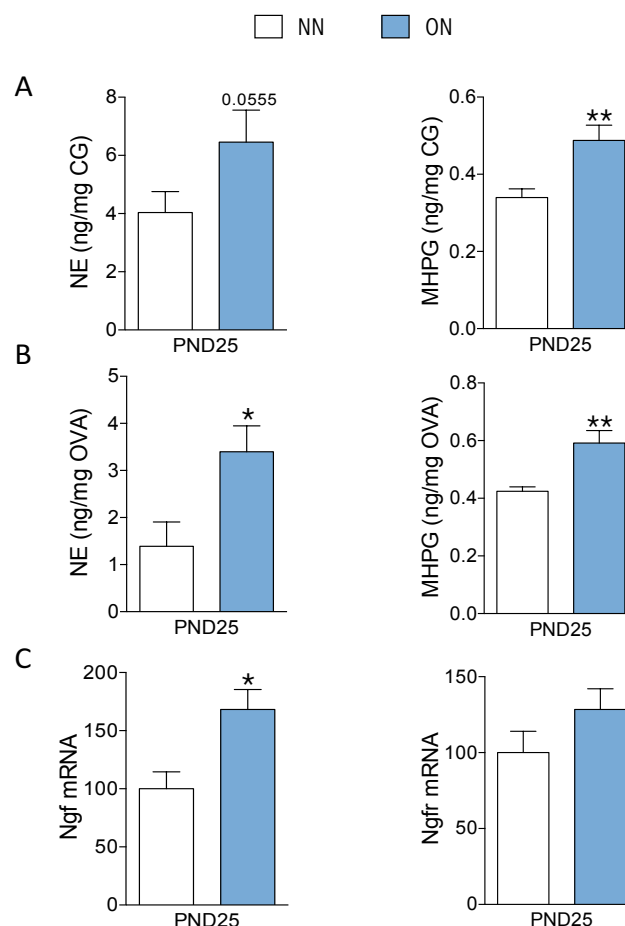 NN ON
A
NE (ng/mg CG)
8
6
4
2
0
0.0555
PND25
MHPG (ng/mg CG)
0.6
0.4
0.2
0.0
**
PND25
B
NE (ng/mg OVA)
5
4
3
2
1
0
*
PND25
MHPG (ng/mg OVA)
0.8
0.6
0.4
0.2
0.0
**
PND25
C
Ngf mRNA
200
150
100
50
0
*
PND25
Ngfr mRNA
150
100
50
0
PND25